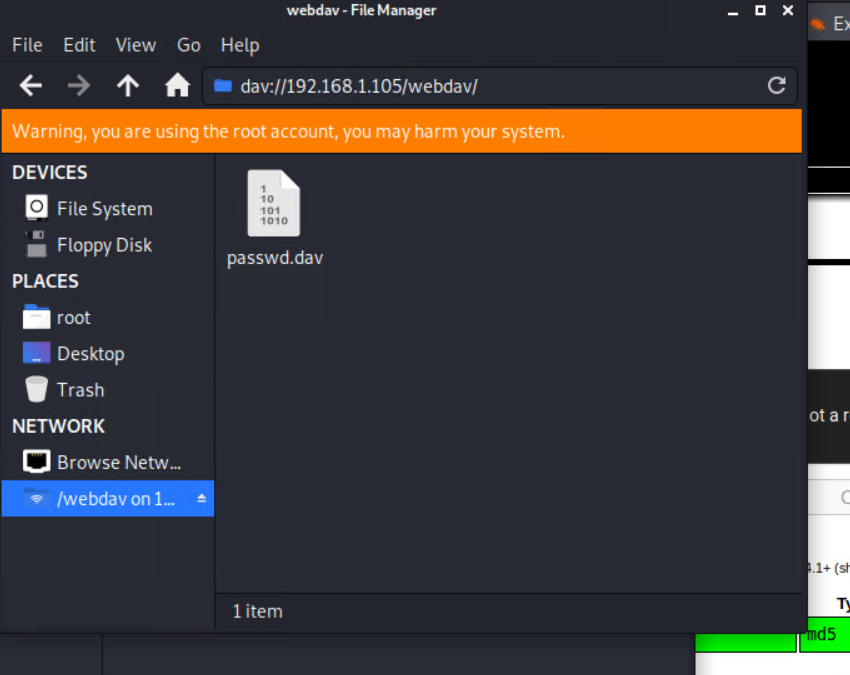 webdav - File Manager
Ex
File Edit View Go Help
dav://192.168.1.105/webdav/
Warning, you are using the root account, you may harm your system.
DEVICES
File System
Floppy Disk
PLACES
root
Desktop
Trash
NETWORK
Browse Netw...
/webdav on 1...
1
10
101
1010
passwd.dav
1 item
ot a r
4.1+ (sh
Ty
md5